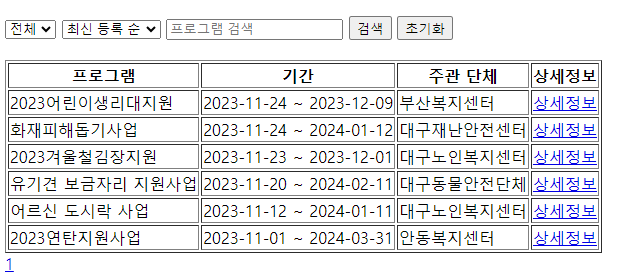 전체 최신 등록 순 프로그램 검색 검색 초기화
프로그램 기간 주관 단체 상세정보
2023어린이생리대지원 2023-11-24 ~ 2023-12-09 부산복지센터 상세정보
화재피해돕기사업 2023-11-24 ~ 2024-01-12 대구재난안전센터 상세정보
2023겨울철김장지원 2023-11-23 ~ 2023-12-01 대구노인복지센터 상세정보
유기견 보금자리 지원사업 2023-11-20 ~ 2024-02-11 대구동물안전단체 상세정보
어르신 도시락 사업 2023-11-12 ~ 2024-01-11 대구노인복지센터 상세정보
2023연탄지원사업 2023-11-01 ~ 2024-03-31 안동복지센터 상세정보
1